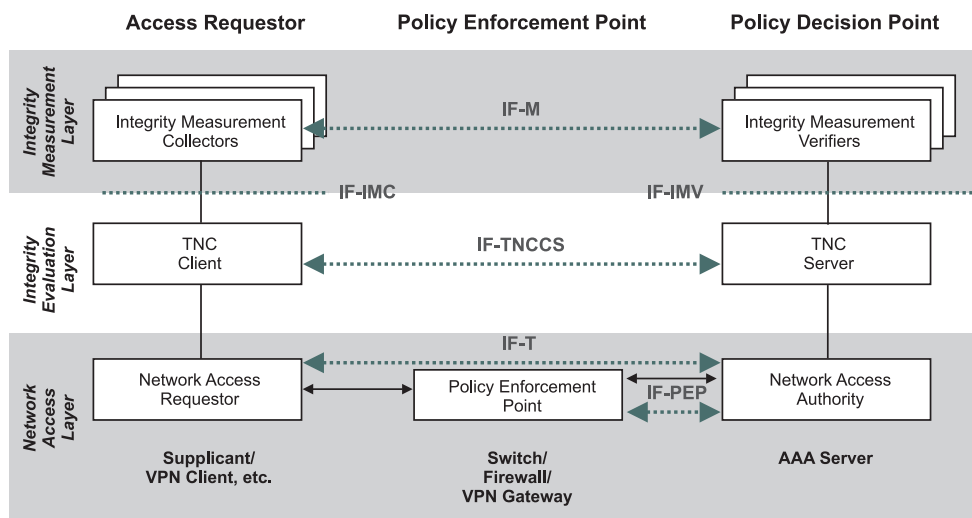 Access Requestor
Policy Enforcement Point
Policy Decision Point
Integrity
Measurement
Layer
Integrity Measurement
Collectors
IF-M
Integrity Measurement
Verifiers
IF-IMC
IF-IMV
Integrity
Evaluation
Layer
TNC
Client
IF-TNCCS
TNC
Server
Network
Access
Layer
IF-T
Network Access
Requestor
Policy Enforcement
Point
IF-PEP
Network Access
Authority
Supplicant/
VPN Client, etc.
Switch/
Firewall/
VPN Gateway
AAA Server